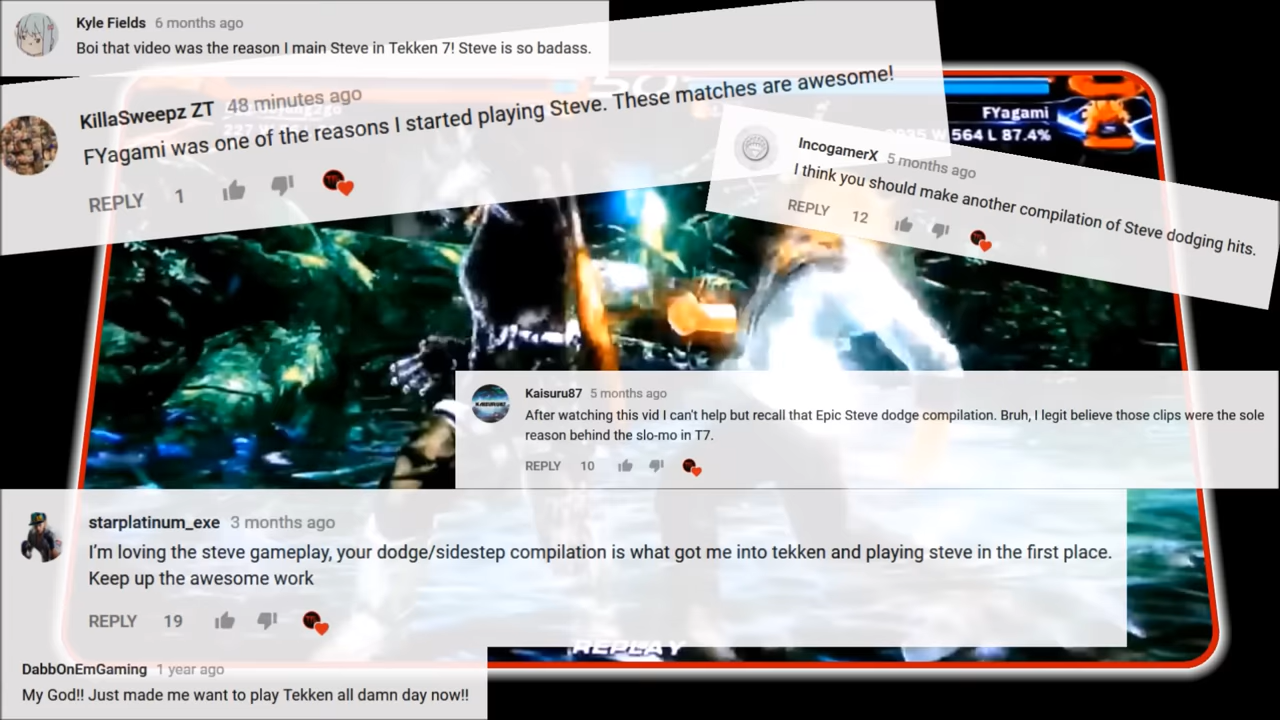 Kyle Fields 6 months ago
Boi that video was the reason I main Steve in Tekken 7! Steve is so badass.
KillaSweepz ZT 48 minutes ago
FYagami was one of the reasons I started playing Steve. These matches are awesome!
REPLY 1
FYagami
W 564 L 87.4%
IncogamerX 5 months ago
I think you should make another compilation of Steve dodging hits.
REPLY 12
Kaisuru87 5 months ago
After watching this vid I can't help but recall that Epic Steve dodge compilation. Bruh, I legit believe those clips were the sole
reason behind the slo-mo in T7.
REPLY 10
starplatinum_exe 3 months ago
I'm loving the steve gameplay, your dodge/sidestep compilation is what got me into tekken and playing steve in the first place.
Keep up the awesome work
REPLY 19
REPLAY
DabbOnEmGaming 1 year ago
My God!! Just made me want to play Tekken all damn day now!!